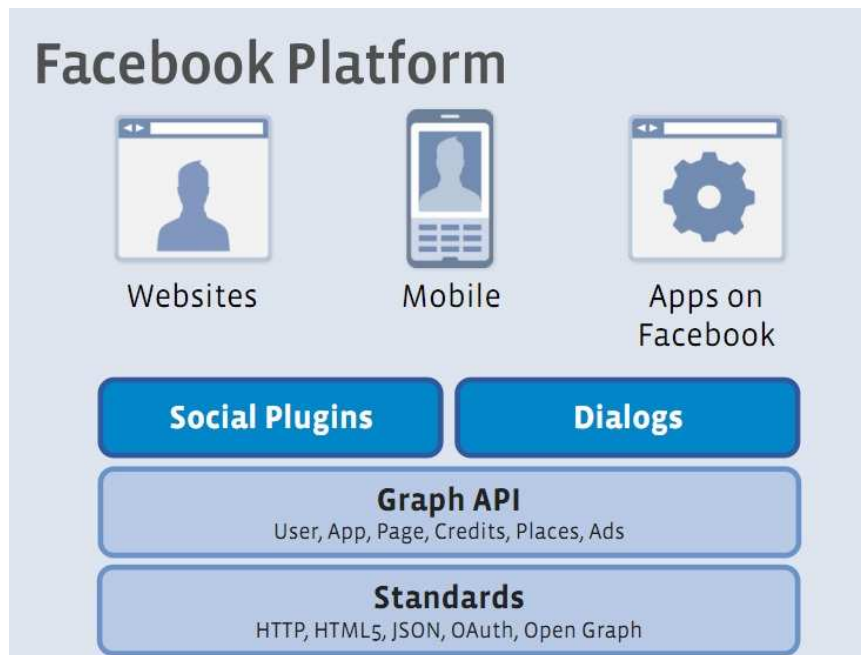 Facebook Platform
Websites
Mobile
Apps on
Facebook
Social Plugins
Dialogs
Graph API
User, App, Page, Credits, Places, Ads
Standards
HTTP, HTML5, JSON, OAuth, Open Graph